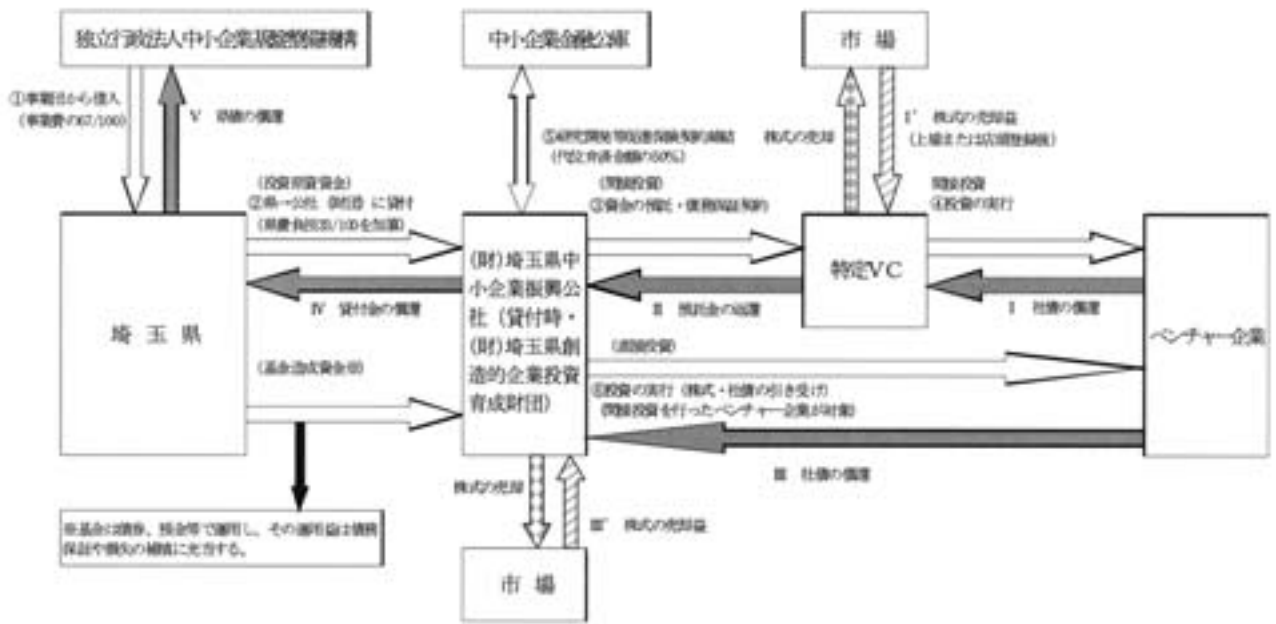 独立行政法人中小企業基盤整備機構
中小企業金融公庫
市 場
①事業団から借入
(事業費の67/100)
Ⅴ 県債の償還
⑤研究開発等促進保険契約締結
(代位弁済金額の50%)
株式の売却
Ⅰ' 株式の売却益
(上場または店頭登録後)
(投資原資資金)
②県→公社 に貸付
(県費負担33/100を加算)
(間接投資)
③資金の預託・債務保証契約
間接投資
④投資の実行
埼 玉 県
(財)埼玉県中
小企業振興公
社(貸付時・
(財)埼玉県創
造的企業投資
育成財団)
特定VC
ベンチャー企業
Ⅳ 貸付金の償還
Ⅱ 預託金の返還
Ⅰ 社債の償還
(基金造成資金)
(直接投資)
⑥投資の実行(株式・社債の引き受け)
(間接投資を行ったベンチャー企業が対象)
Ⅲ 社債の償還
株式の売却
Ⅲ' 株式の売却益
※基金は債券、預金等で運用し、その運用益は債務
保証や損失の補填に充当する。
市 場